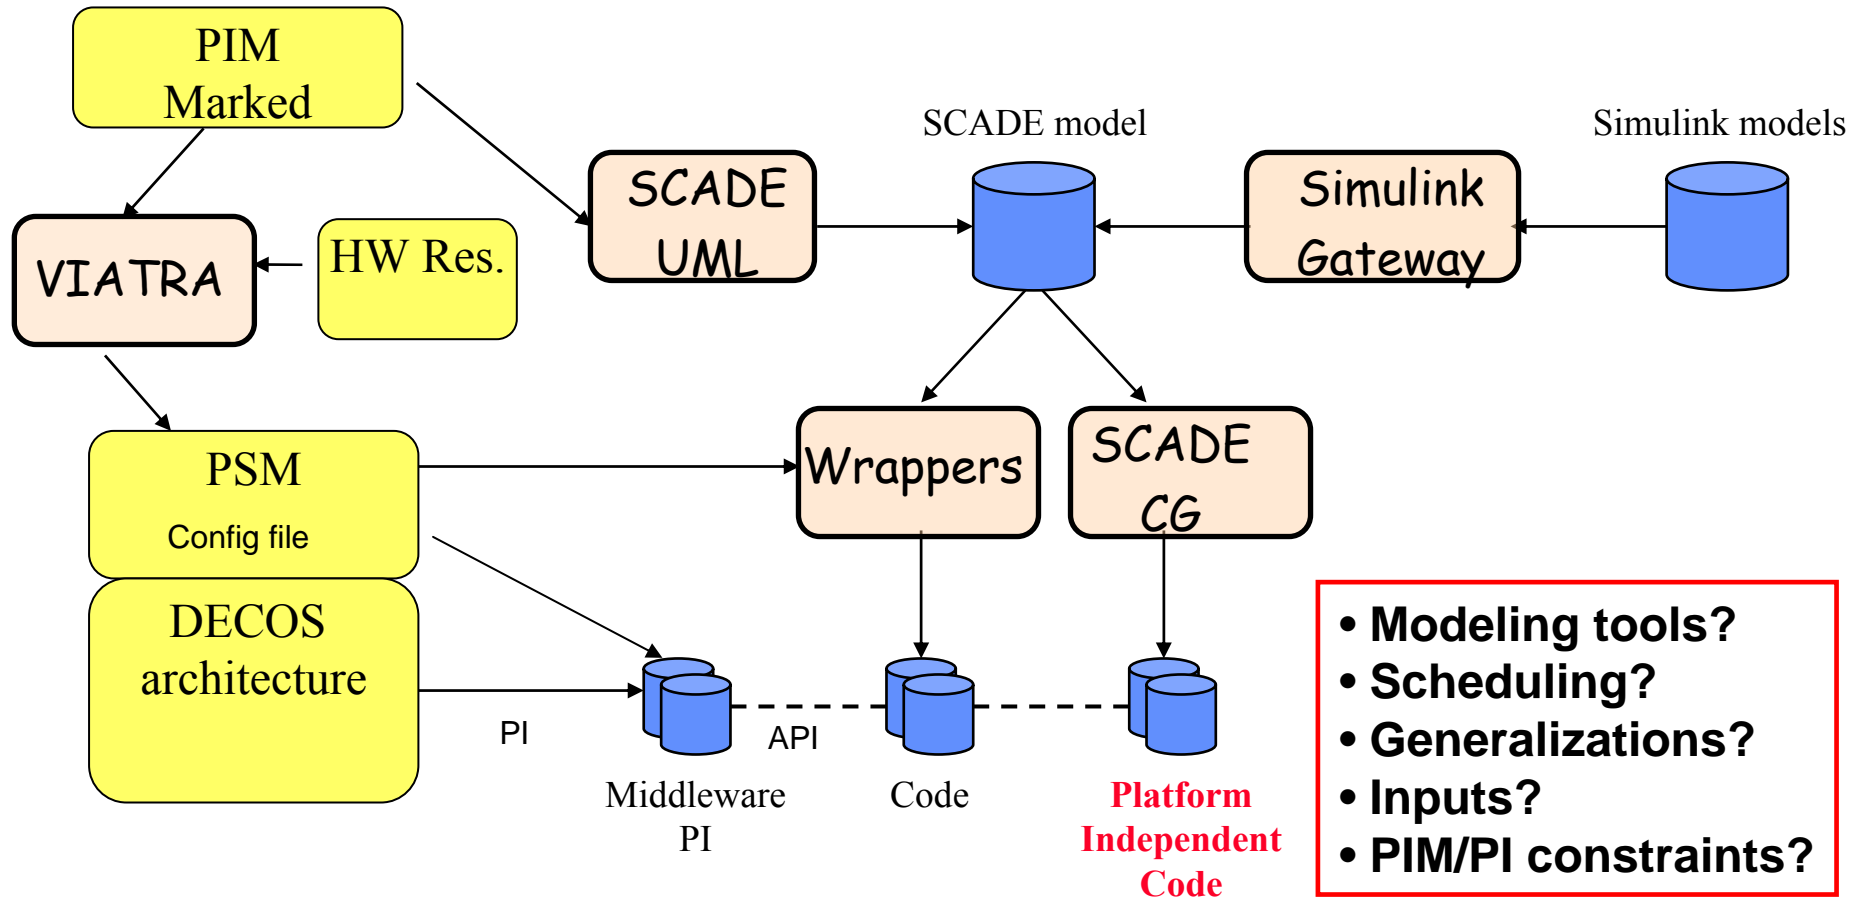 PIM
Marked
SCADE model
Simulink models
SCADE
UML
Simulink
Gateway
VIATRA
HW Res.
PSM
Config file
Wrappers
SCADE
CG
DECOS
architecture
PI
API
Middleware
PI
Code
Platform
Independent
Code
• Modeling tools?
• Scheduling?
• Generalizations?
• Inputs?
• PIM/PI constraints?